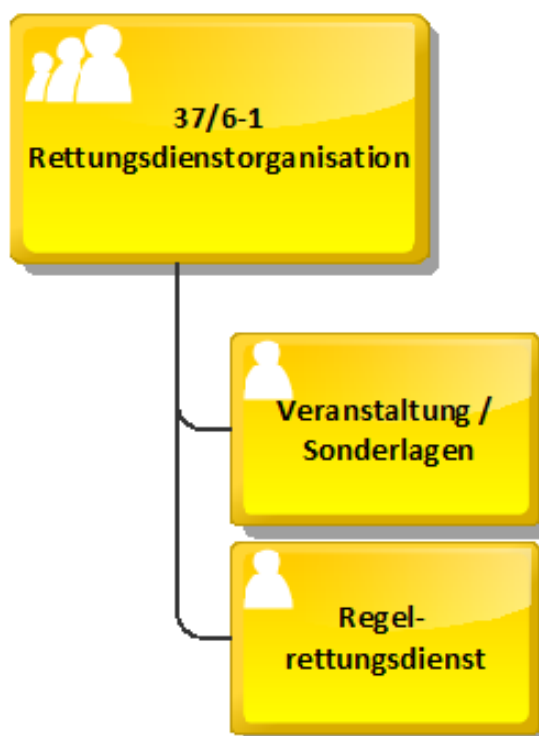 37/6-1
Rettungsdienstorganisation
Veranstaltung /
Sonderlagen
Regel-
rettungsdienst